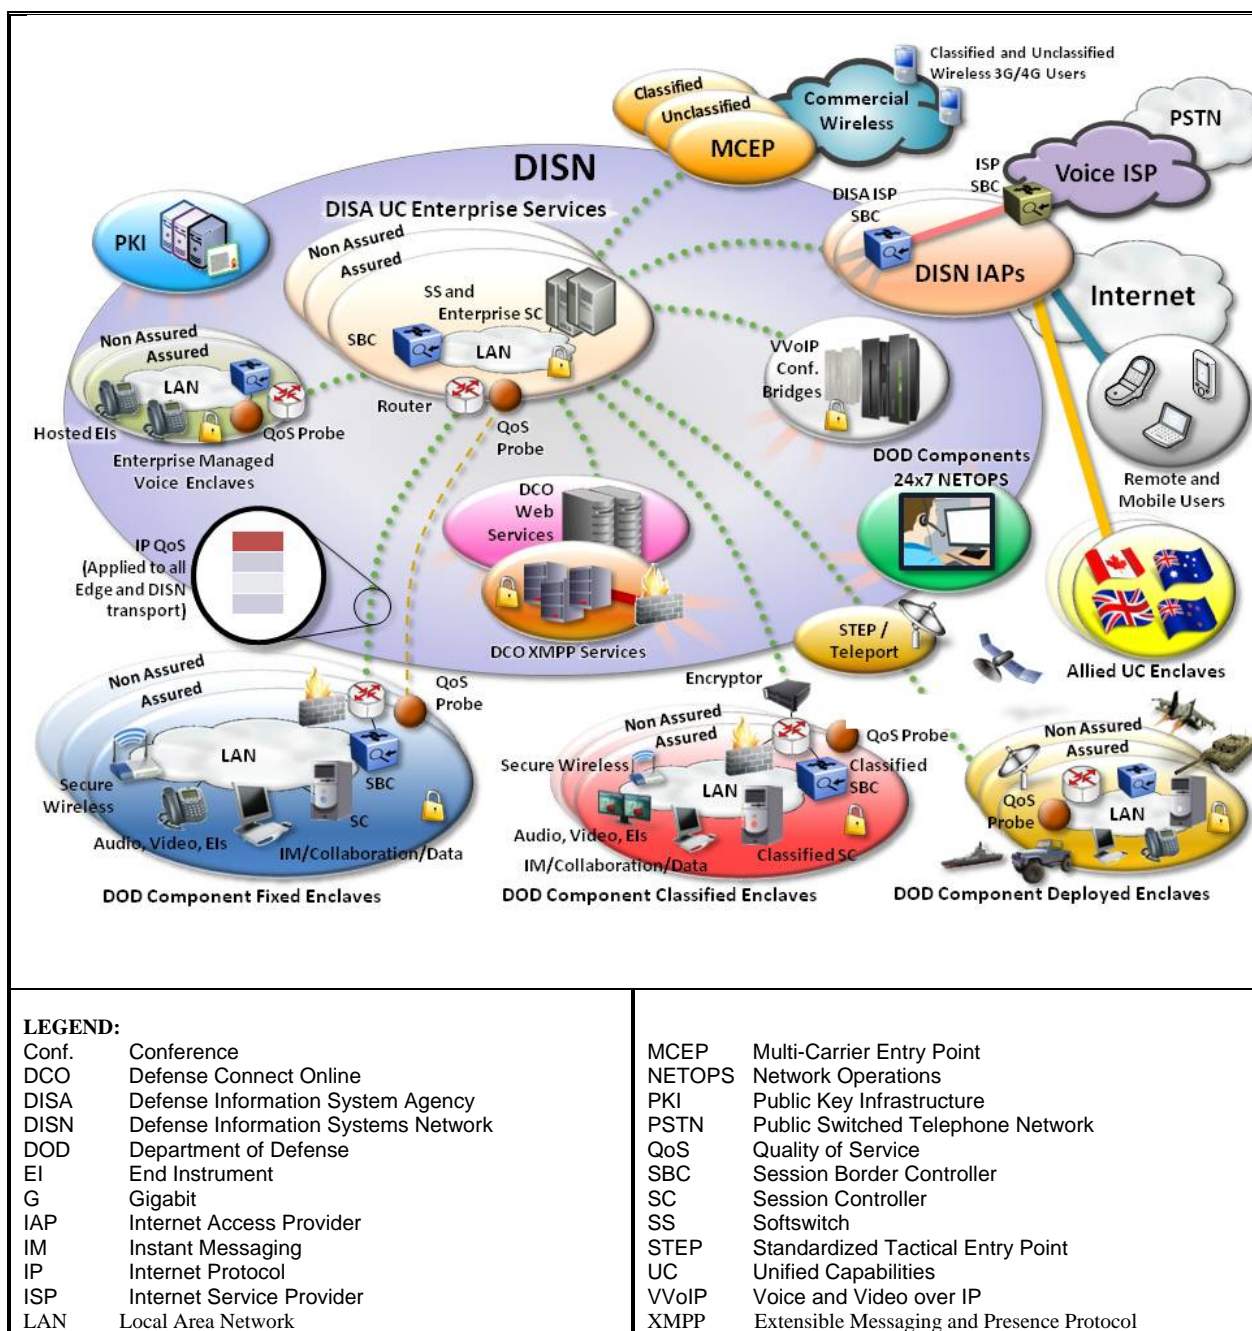 Classified and Unclassified
Wireless 3G/4G Users
Classified
Unclassified
MCEP
Commercial
Wireless
PSTN
Voice ISP
ISP
SBC
DISN
DISA ISP
SBC
DISN IAPs
Internet
PKI
DISA UC Enterprise Services
Non Assured
Assured
SS and
Enterprise SC
SBC
LAN
Router
QoS
Probe
Non Assured
Assured
LAN
Hosted EIs
QoS Probe
Enterprise Managed
Voice Enclaves
VVoIP
Conf.
Bridges
DOD Components
24x7 NETOPS
Remote and
Mobile Users
DCO
Web
Services
DCO XMPP Services
IP QoS
(Applied to all
Edge and DISN
transport)
STEP /
Teleport
Allied UC Enclaves
Non Assured
Assured
QoS
Probe
LAN
SBC
Secure
Wireless
SC
Audio, Video, EIs
IM/Collaboration/Data
DOD Component Fixed Enclaves
Encryptor
Non Assured
Assured
QoS Probe
Secure Wireless
Classified
SBC
LAN
Audio, Video, EIs
Classified SC
IM/Collaboration/Data
DOD Component Classified Enclaves
Non Assured
Assured
QoS
Probe
LAN
DOD Component Deployed Enclaves
LEGEND:
Conf. Conference
DCO Defense Connect Online
DISA Defense Information System Agency
DISN Defense Information Systems Network
DOD Department of Defense
EI End Instrument
G Gigabit
IAP Internet Access Provider
IM Instant Messaging
IP Internet Protocol
ISP Internet Service Provider
LAN Local Area Network
MCEP Multi-Carrier Entry Point
NETOPS Network Operations
PKI Public Key Infrastructure
PSTN Public Switched Telephone Network
QoS Quality of Service
SBC Session Border Controller
SC Session Controller
SS Softswitch
STEP Standardized Tactical Entry Point
UC Unified Capabilities
VVoIP Voice and Video over IP
XMPP Extensible Messaging and Presence Protocol